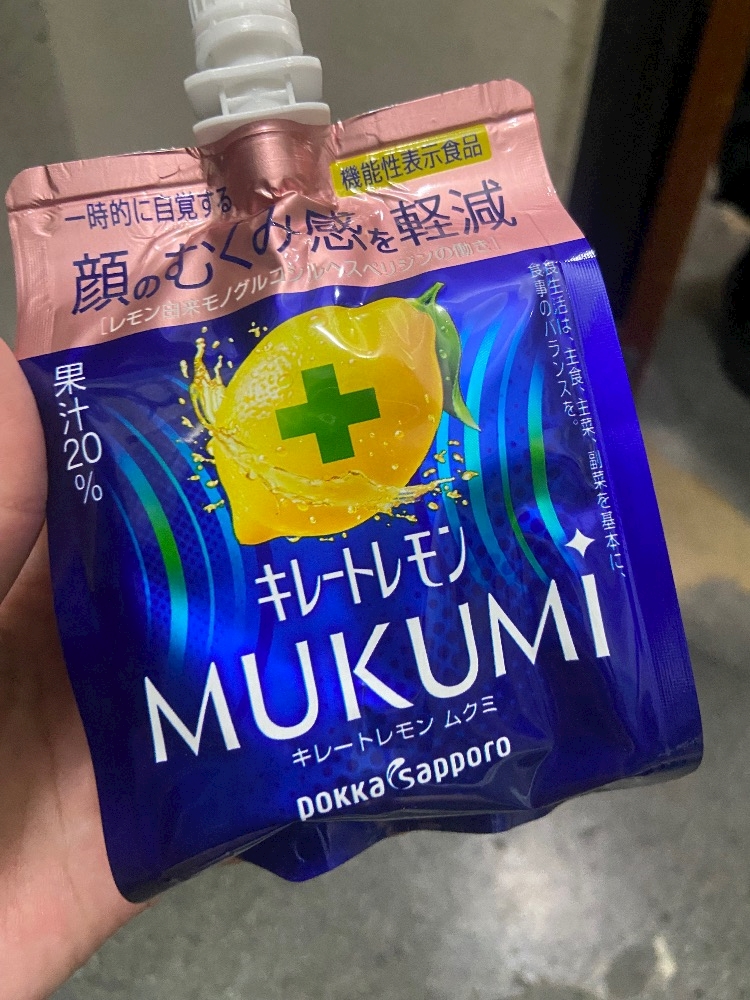 機能性表示食品
一時的に自覚する
顔のむくみ感を軽減
[レモン由来モノグルコシルヘスペリジンの働き]
果汁20%
食生活は、主食、主菜、副菜を基本に、
食事のバランスを。
キレートレモン
MUKUMi
キレートレモン ムクミ
pokka sapporo